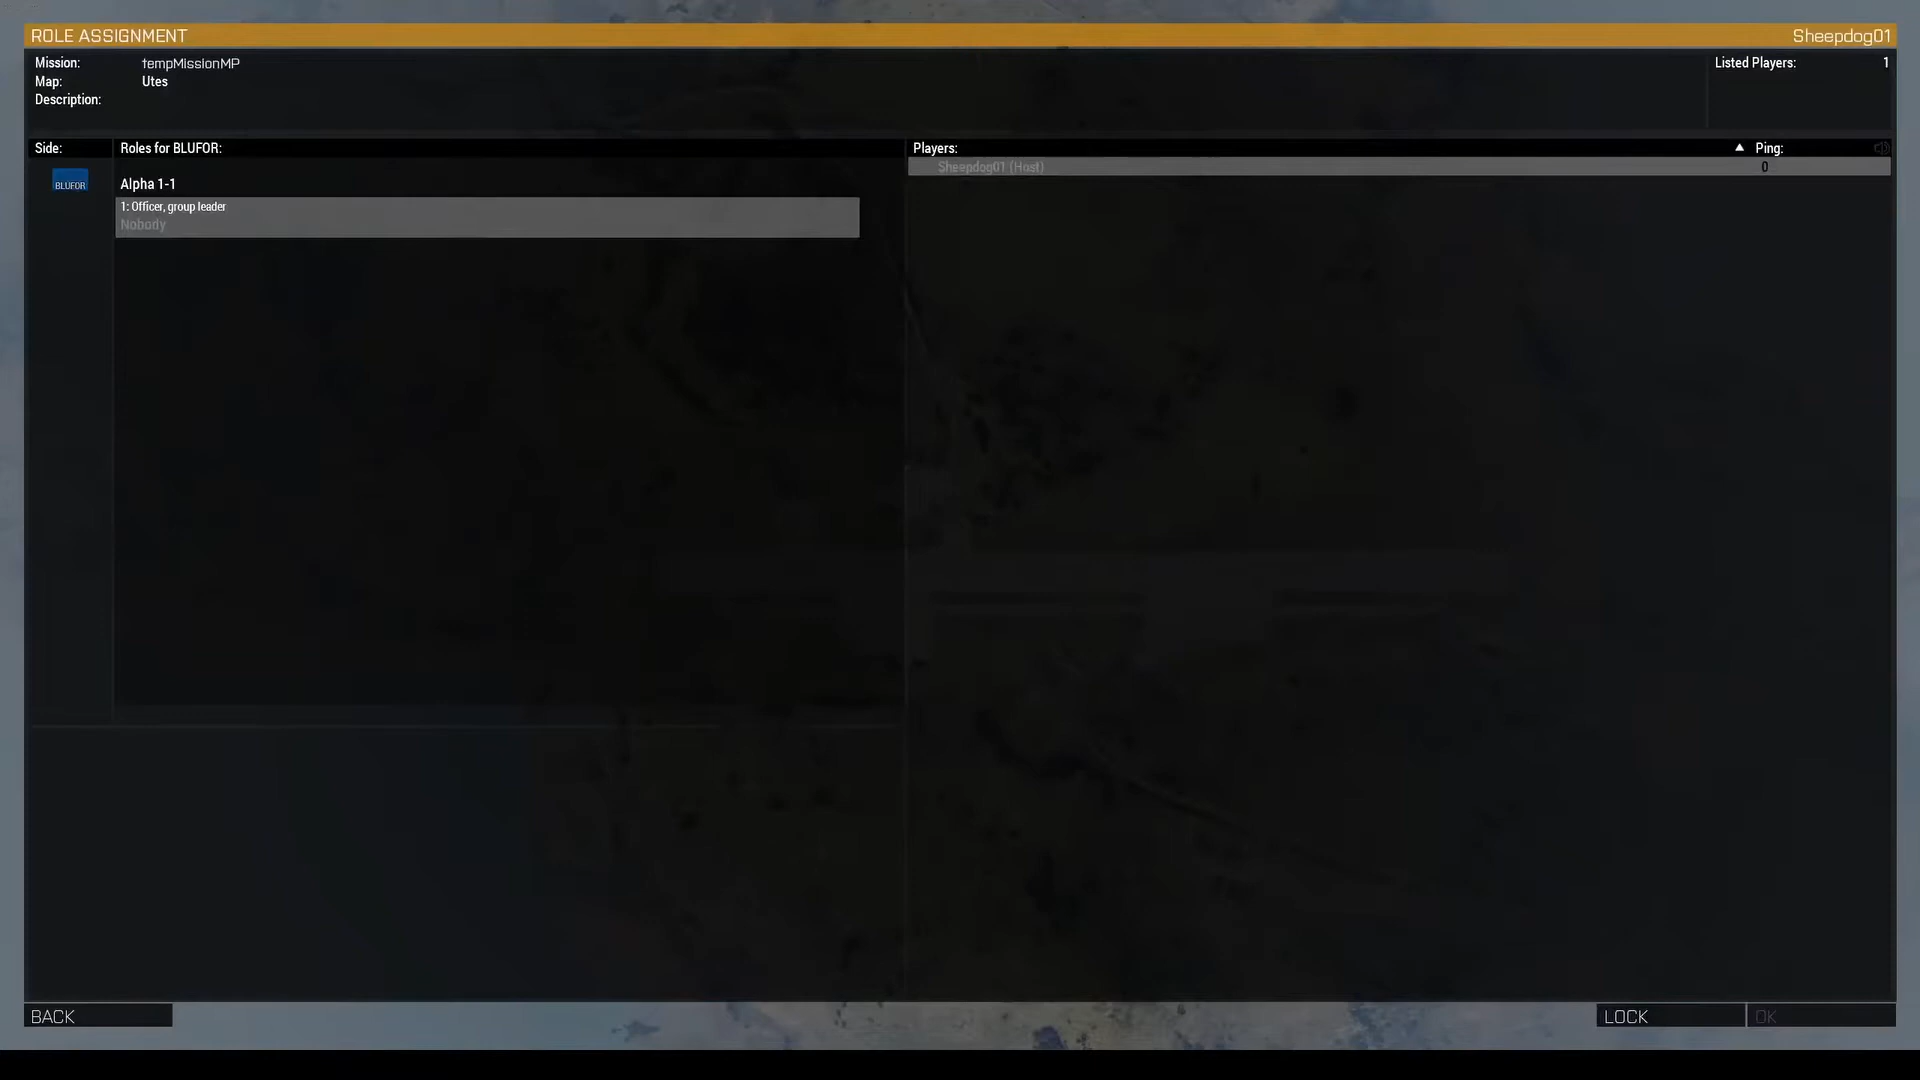 ROLE ASSIGNMENT
Sheepdog01
Mission: tempMissionMP
Map: Utes
Description:
Listed Players: 1
Side:
Roles for BLUFOR:
Players:
Ping:
BLUFOR
Alpha 1-1
1: Officer, group leader
Nobody
Sheepdog01 (Host) 0
BACK
LOCK
OK